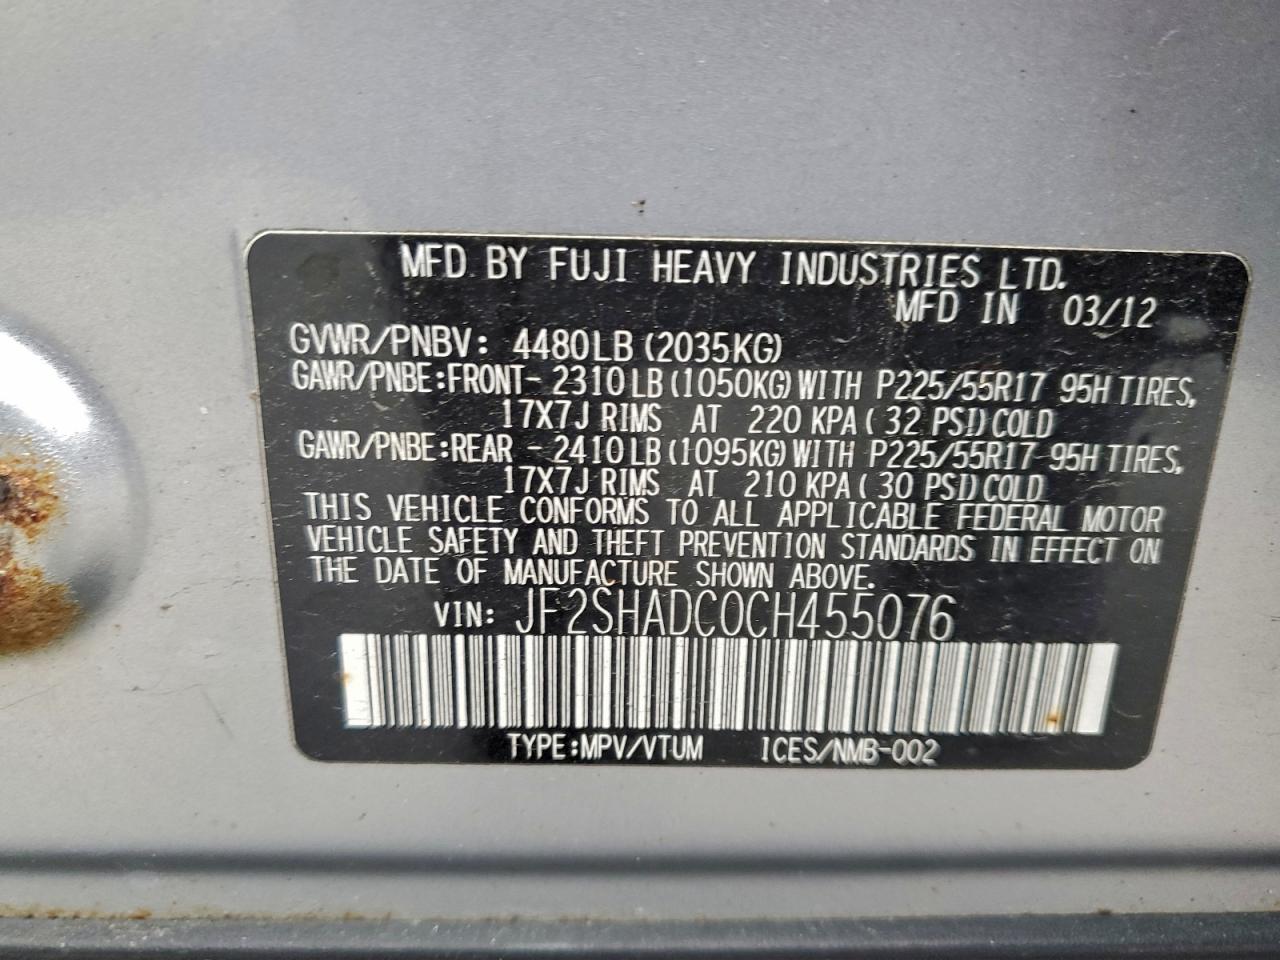 MFD BY FUJI HEAVY INDUSTRIES LTD.
MFD IN 03/12
GVWR/PNBV: 4480LB (2035KG)
GAWR/PNBE:FRONT- 2310LB(1050KG)WITH P225/55R17 95H TIRES,
17X7J RIMS AT 220 KPA( 32 PSI)COLD
GAWR/PNBE:REAR -2410LB(1095KG)WITH P225/55R17 95H TIRES,
17X7J RIMS AT 210 KPA( 30 PSI)COLD
THIS VEHICLE CONFORMS TO ALL APPLICABLE FEDERAL MOTOR
VEHICLE SAFETY AND THEFT PREVENTION STANDARDS IN EFFECT ON
THE DATE OF MANUFACTURE SHOWN ABOVE.
VIN: JF2SHADC0CH455076
TYPE:MPV/VTUM ICES/NMB-002